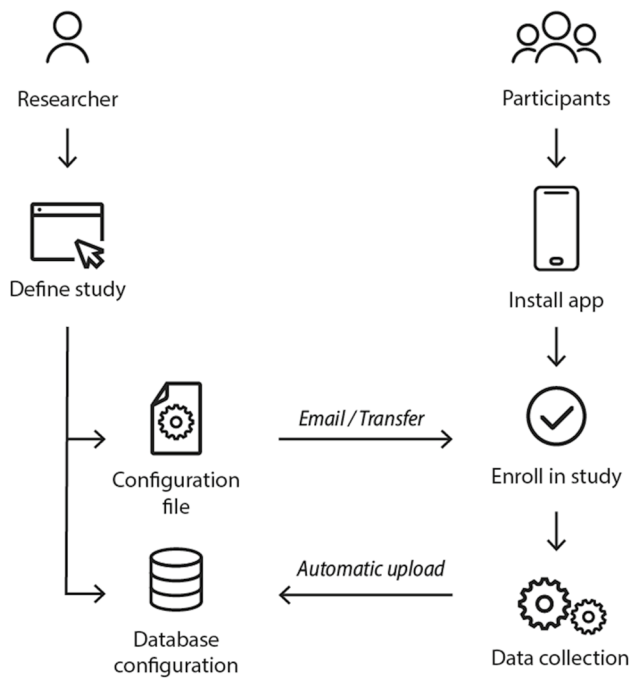 Researcher
Participants
Define study
Install app
Configuration
file
Email / Transfer
Enroll in study
Database
configuration
Automatic upload
Data collection